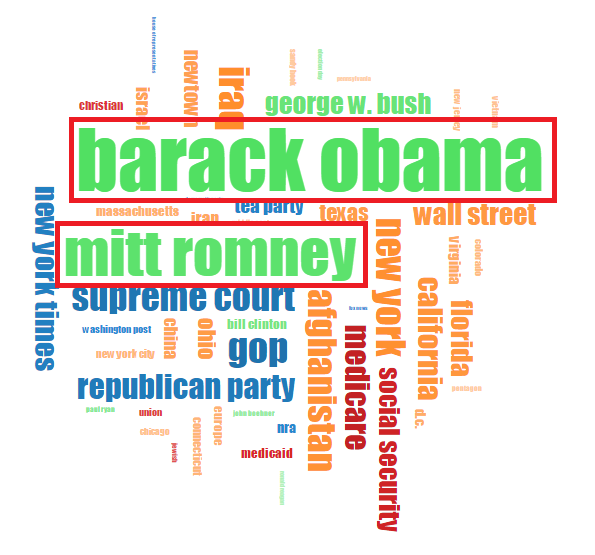 house of representatives
newtown
iraq
sandy hook
pennsylvania
israel
christian
george w. bush
new jersey
vietnam
barack obama
new york times
massachusetts
iran
tea party
texas
wall street
mitt romney
new york
virginia
colorado
supreme court
afghanistan
california
florida
washington post
china
ohio
bill clinton
medicare
new york city
gop
republican party
social security
pentagon
paul ryan
union
europe
john boehner
d.c.
chicago
connecticut
nra
jewish
medicaid